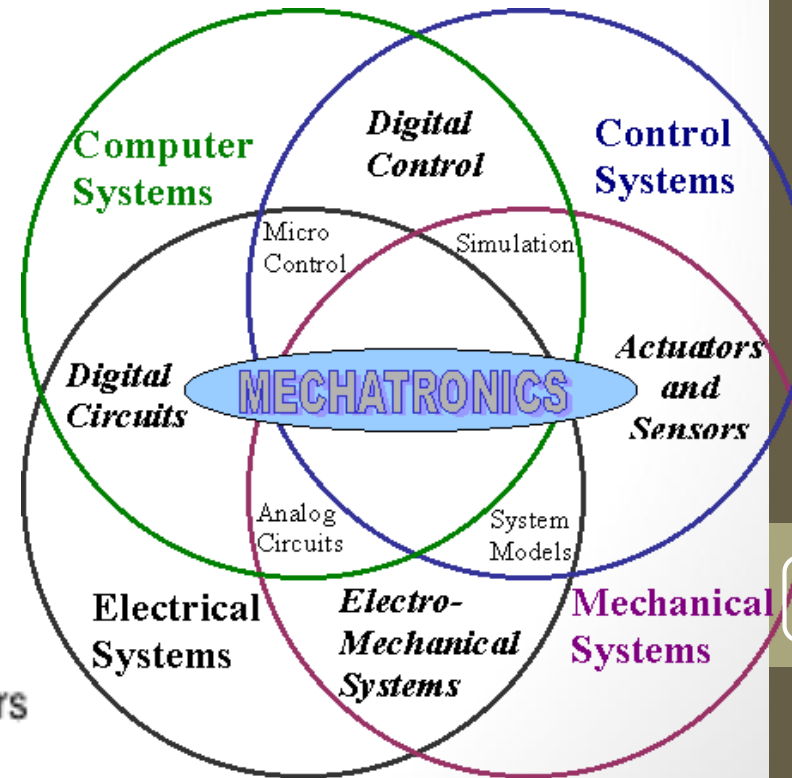 Digital
Control
Computer
Systems
Control
Systems
Micro
Control
Simulation
Digital
Circuits
MECHATRONICS
Actuators
and
Sensors
Analog
Circuits
System
Models
Electrical
Systems
Electro-
Mechanical
Systems
Mechanical
Systems
rs